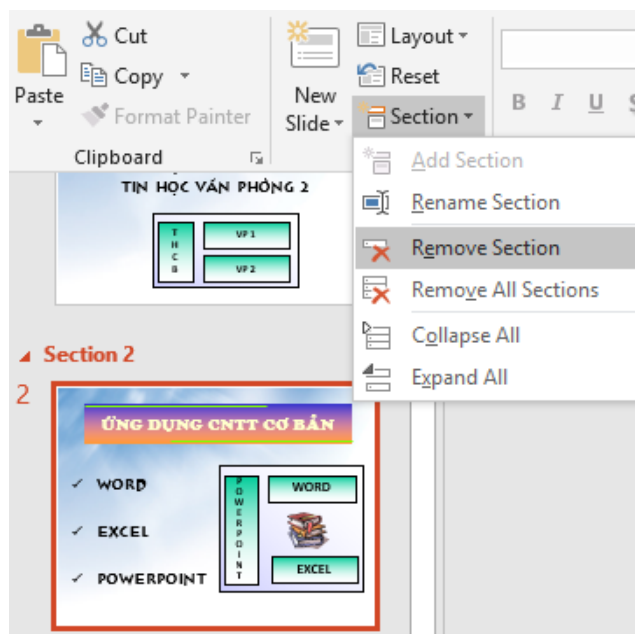 Cut
Copy
Paste
Format Painter
Clipboard
New
Slide
Layout
Reset
Section
B I U S
Add Section
Rename Section
Remove Section
Remove All Sections
Collapse All
Expand All
TIN HỌC VĂN PHÒNG 2
THCB
VP 1
VP 2
Section 2
2
ỨNG DỤNG CNTT CƠ BẢN
✓ WORD
✓ EXCEL
✓ POWERPOINT
POWERPOINT
WORD
EXCEL